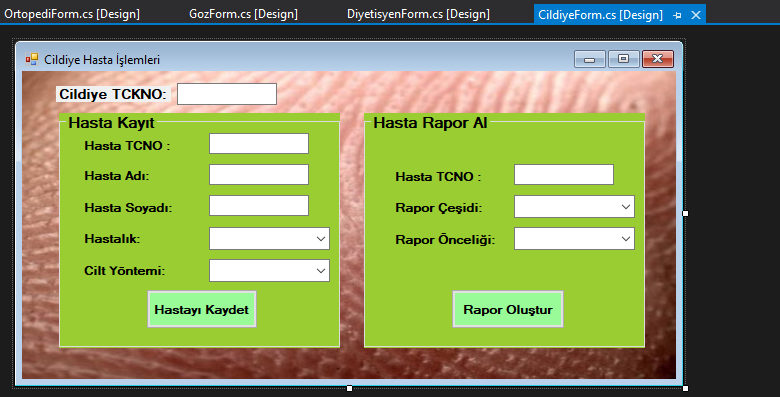 OrtopediForm.cs [Design] GozForm.cs [Design] DiyetisyenForm.cs [Design] CildiyeForm.cs [Design]
Cildiye Hasta İşlemleri
Cildiye TCKNO:
Hasta Kayıt
Hasta TCNO :
Hasta Adı:
Hasta Soyadı:
Hastalık:
Cilt Yöntemi:
Hastayı Kaydet
Hasta Rapor Al
Hasta TCNO :
Rapor Çeşidi:
Rapor Önceliği:
Rapor Oluştur